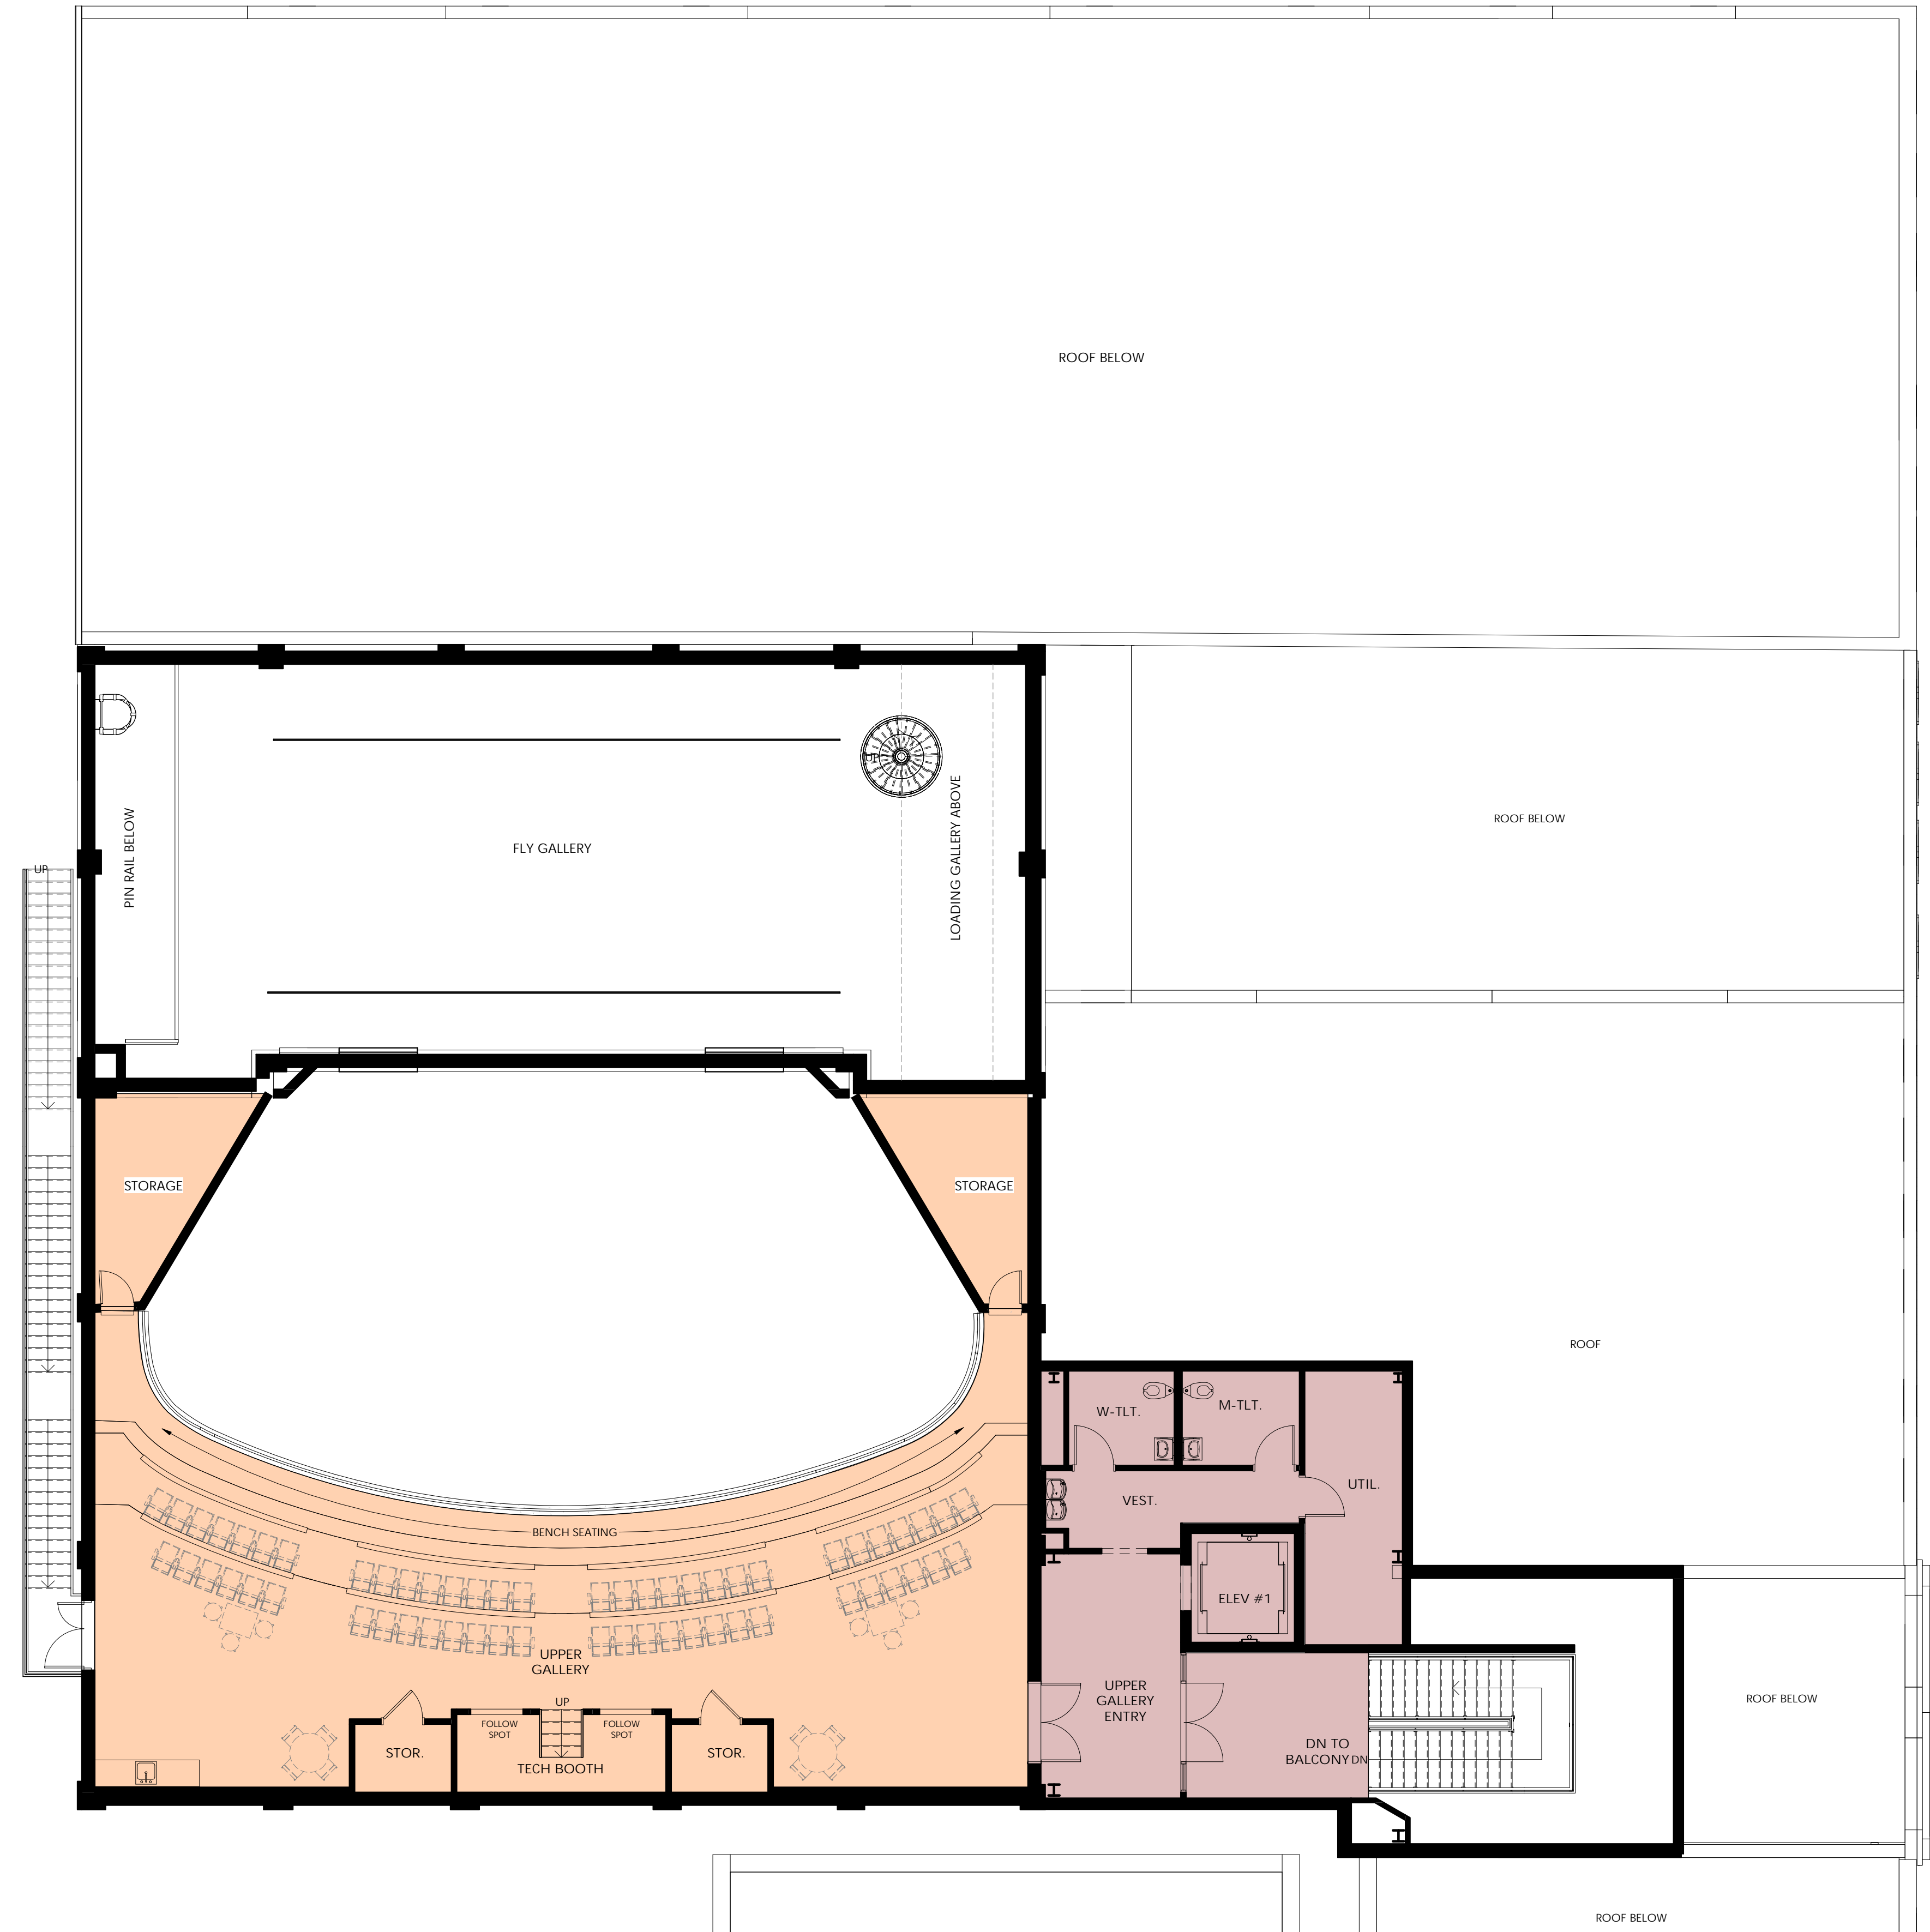 ROOF BELOW
UP
LOADING GALLERY ABOVE
PIN RAIL BELOW
ROOF BELOW
FLY GALLERY
UP
STORAGE
STORAGE
ROOF
W-TLT.
M-TLT.
UTIL.
VEST.
BENCH SEATING
ELEV #1
UPPER
GALLERY
UPPER
GALLERY
ENTRY
ROOF BELOW
UP
FOLLOW
SPOT
FOLLOW
SPOT
STOR.
TECH BOOTH
STOR.
DN TO
BALCONY
DN
ROOF BELOW